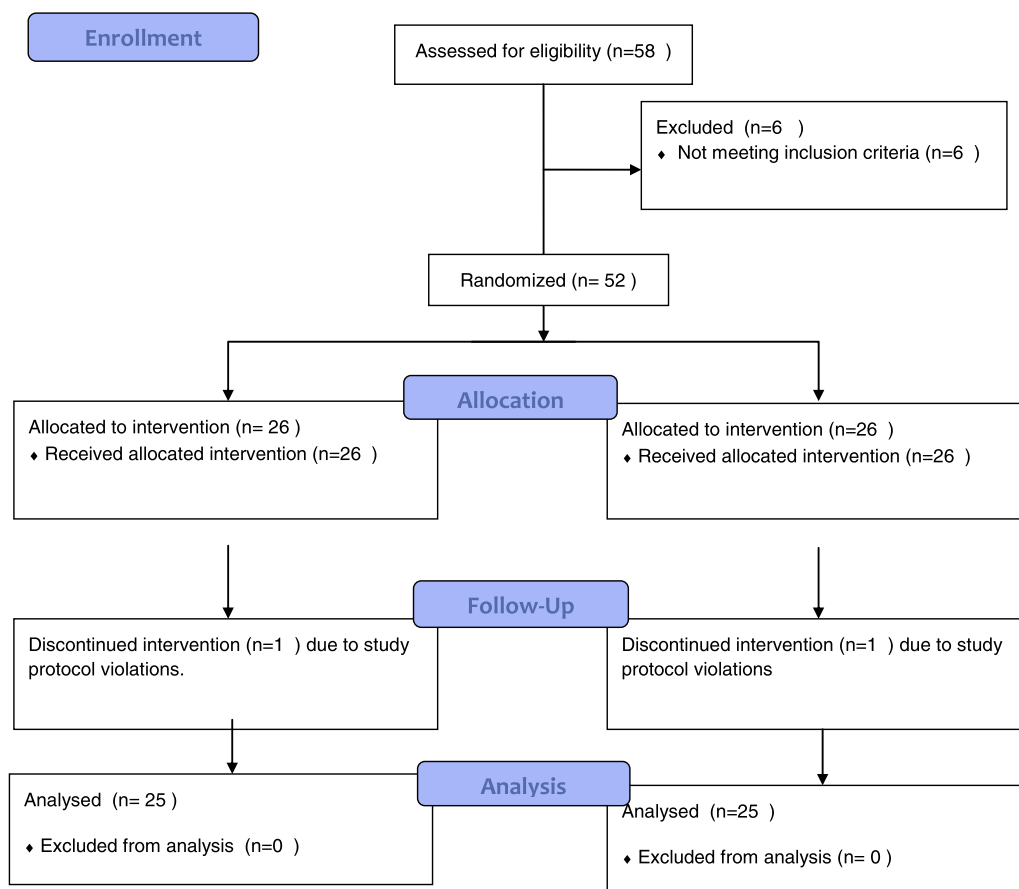 Enrollment
Assessed for eligibility (n=58  )
Excluded  (n=6   )
♦  Not meeting inclusion criteria (n=6  )
Randomized (n= 52 )
Allocation
Allocated to intervention (n= 26 )
♦ Received allocated intervention (n=26  )
Allocated to intervention (n=26  )
♦ Received allocated intervention (n=26  )
Follow-Up
Discontinued intervention (n=1  ) due to study
protocol violations.
Discontinued intervention (n=1  ) due to study
protocol violations
Analysis
Analysed  (n= 25 )
♦ Excluded from analysis  (n=0  )
Analysed  (n=25  )
♦ Excluded from analysis (n= 0 )